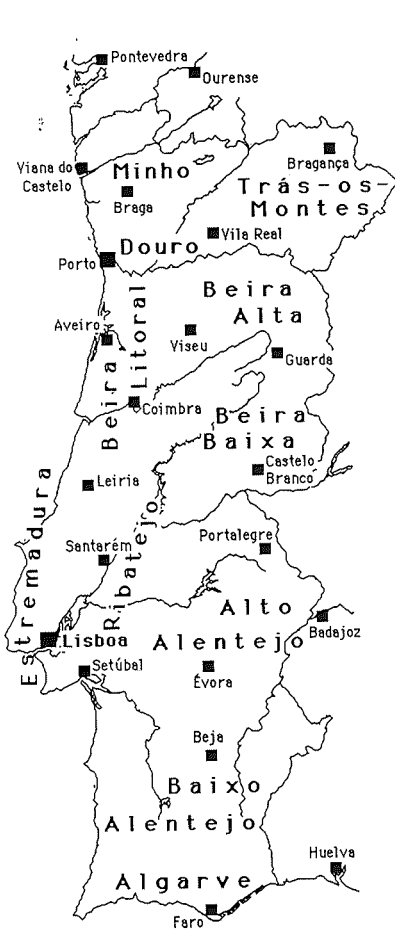 Pontevedra
Ourense
Viana do
Castelo
Minho
Braga
Bragança
Trás-os-
Montes
Vila Real
Douro
Porto
Beira
Alta
Aveiro
Viseu
Beira
Litoral
Guarda
Coimbra
Beira
Baixa
Castelo
Branco
Leiria
Estremadura
Ribatejo
Santarém
Portalegre
Alto
Alentejo
Badajoz
Lisboa
Setúbal
Évora
Beja
Baixo
Alentejo
Algarve
Huelva
Faro